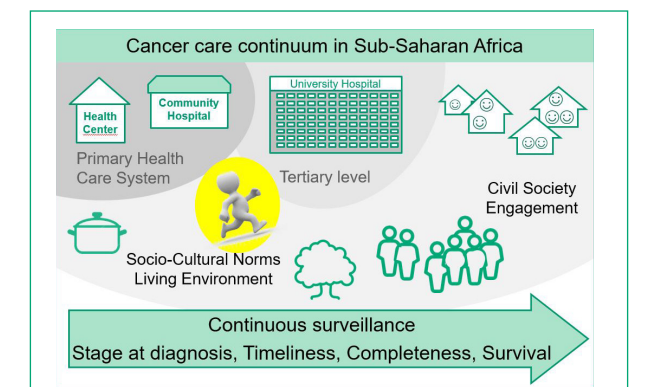 Cancer care continuum in Sub-Saharan Africa
Health
Center
Community
Hospital
University Hospital
Primary Health
Care System
Tertiary level
Civil Society
Engagement
Socio-Cultural Norms
Living Environment
Continuous surveillance
Stage at diagnosis, Timeliness, Completeness, Survival